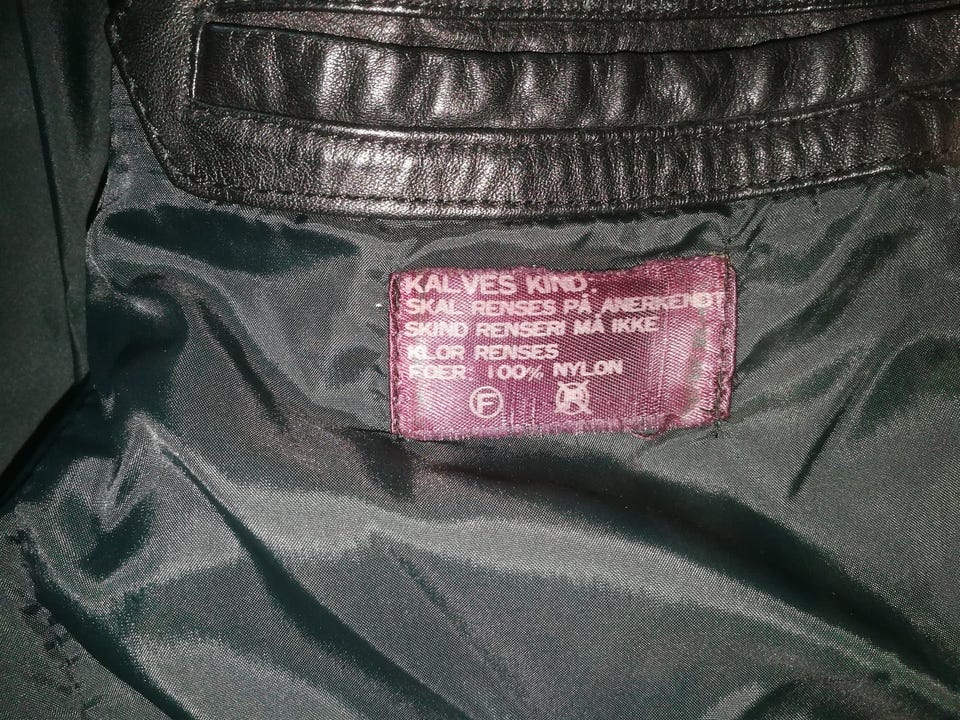 KALVES KIND:
SKAL RENSES PÅ ANERKENDT
SKIND RENSERI MÅ IKKE
KLOR RENSES
FOER: 100% NYLON
F